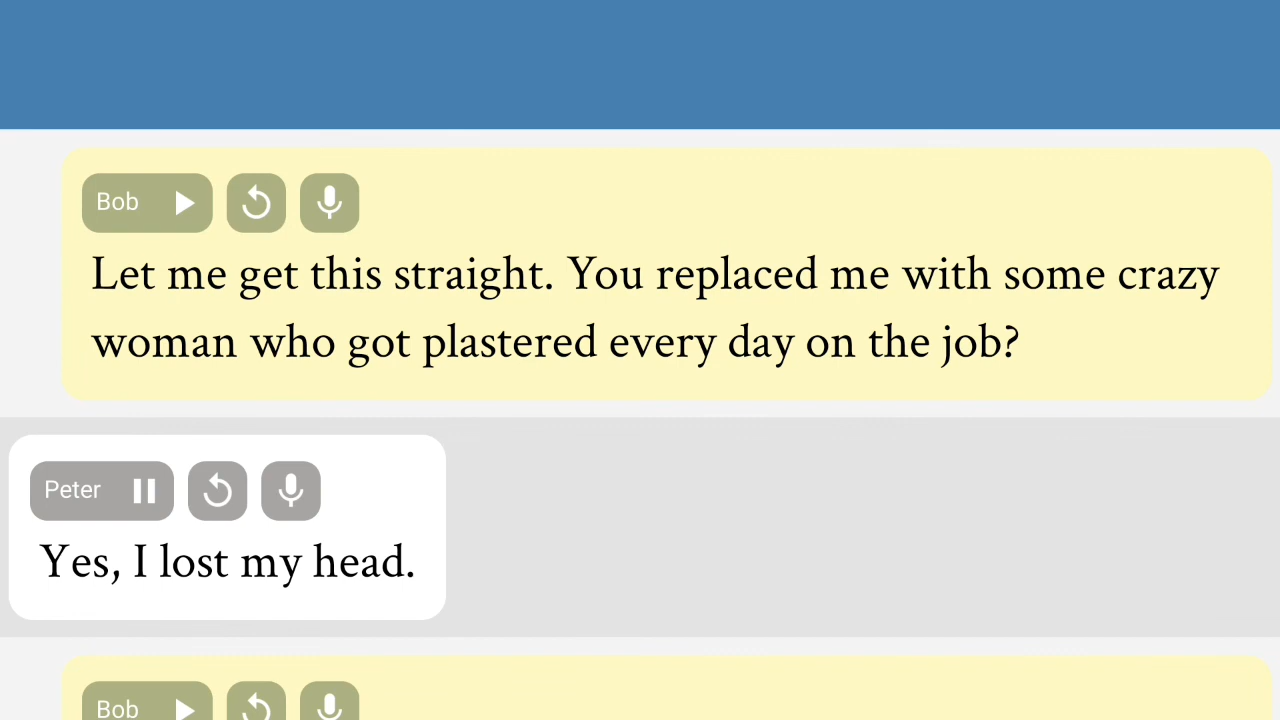 Bob
Let me get this straight. You replaced me with some crazy
woman who got plastered every day on the job?
Peter
Yes, I lost my head.
Bob